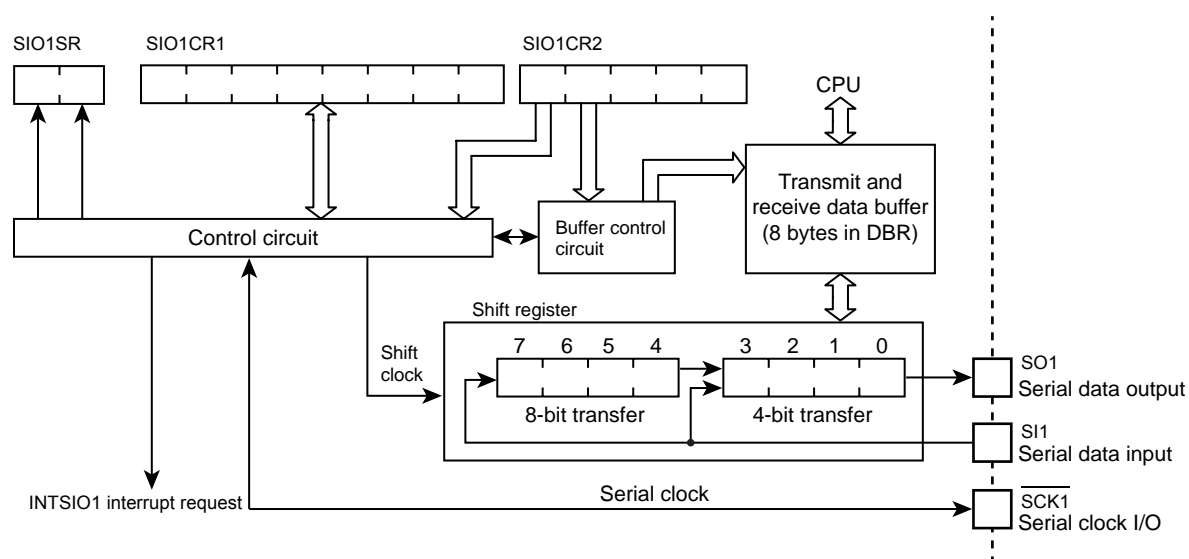 SIO1SR
SIO1CR1
SIO1CR2
CPU
Transmit and
receive data buffer
(8 bytes in DBR)
Control circuit
Buffer control
circuit
Shift register
7 6 5 4 3 2 1 0
Shift
clock
8-bit transfer
4-bit transfer
SO1
Serial data output
SI1
Serial data input
INTSIO1 interrupt request
Serial clock
SCK1
Serial clock I/O